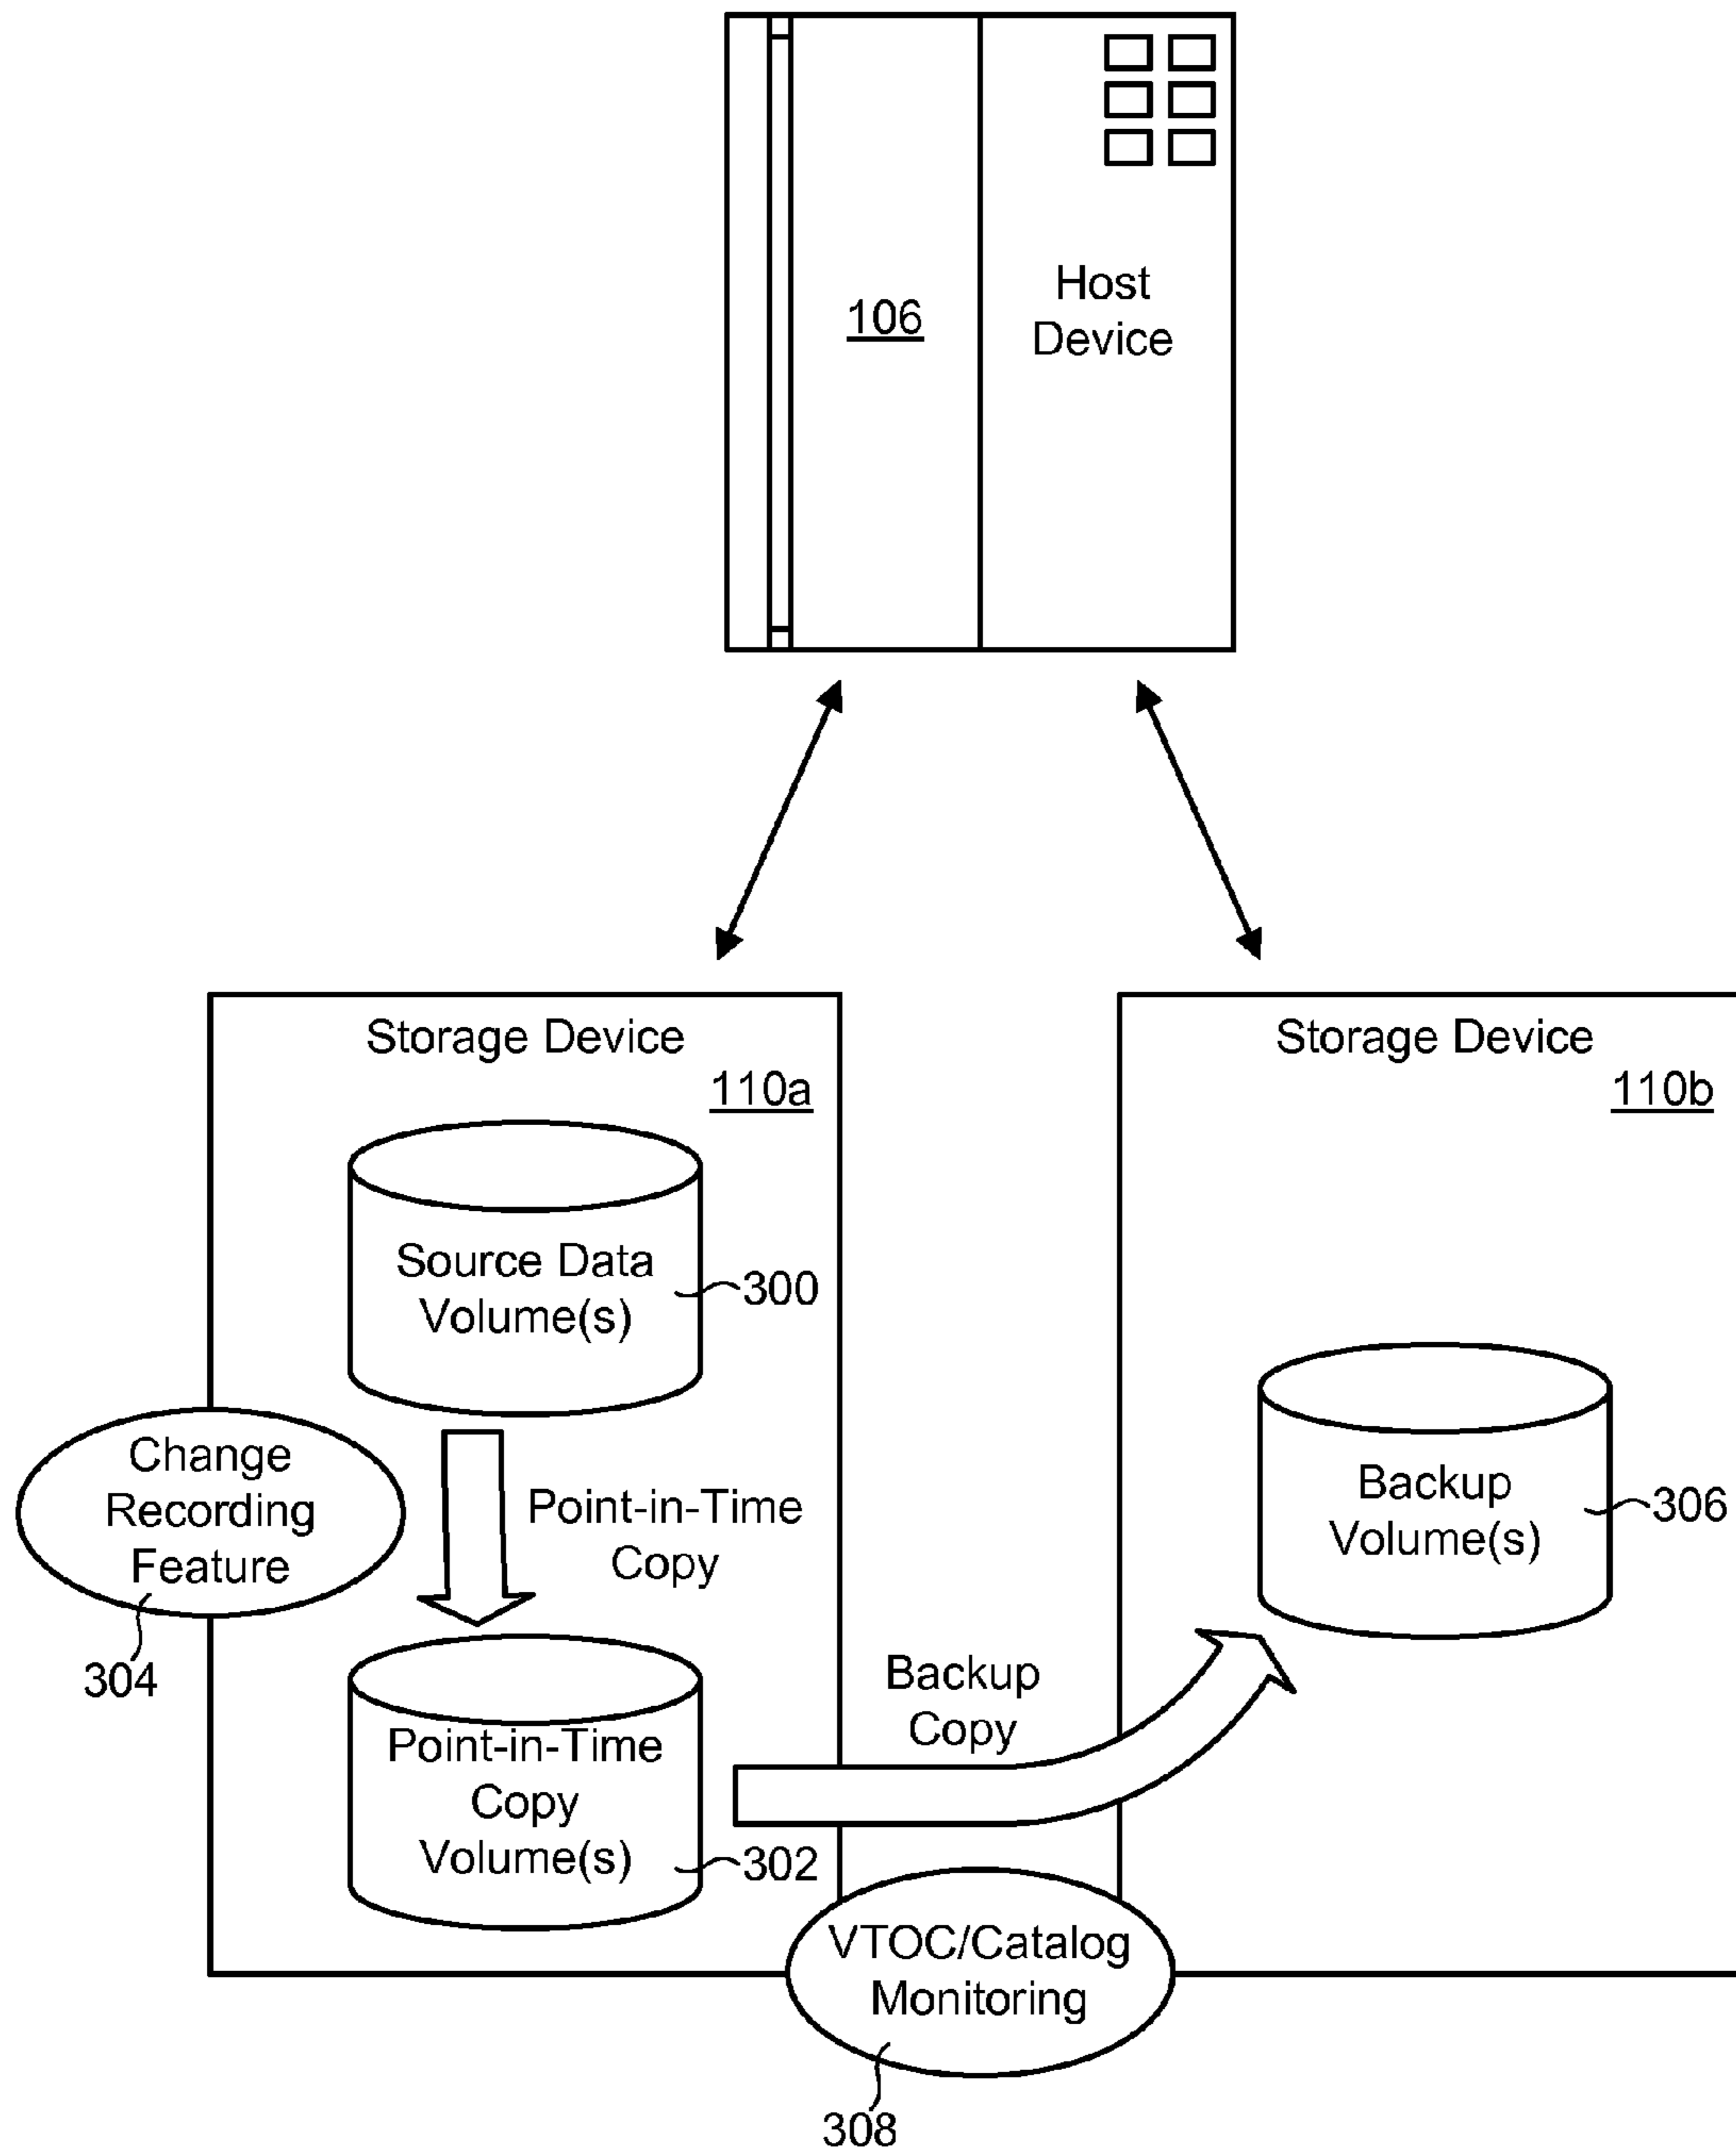 106
Host
Device
Storage Device
110a
Storage Device
110b
Source Data
Volume(s)
300
Change
Recording
Feature
304
Point-in-Time
Copy
Backup
Volume(s)
306
Point-in-Time
Copy
Volume(s)
302
Backup
Copy
VTOC/Catalog
Monitoring
308